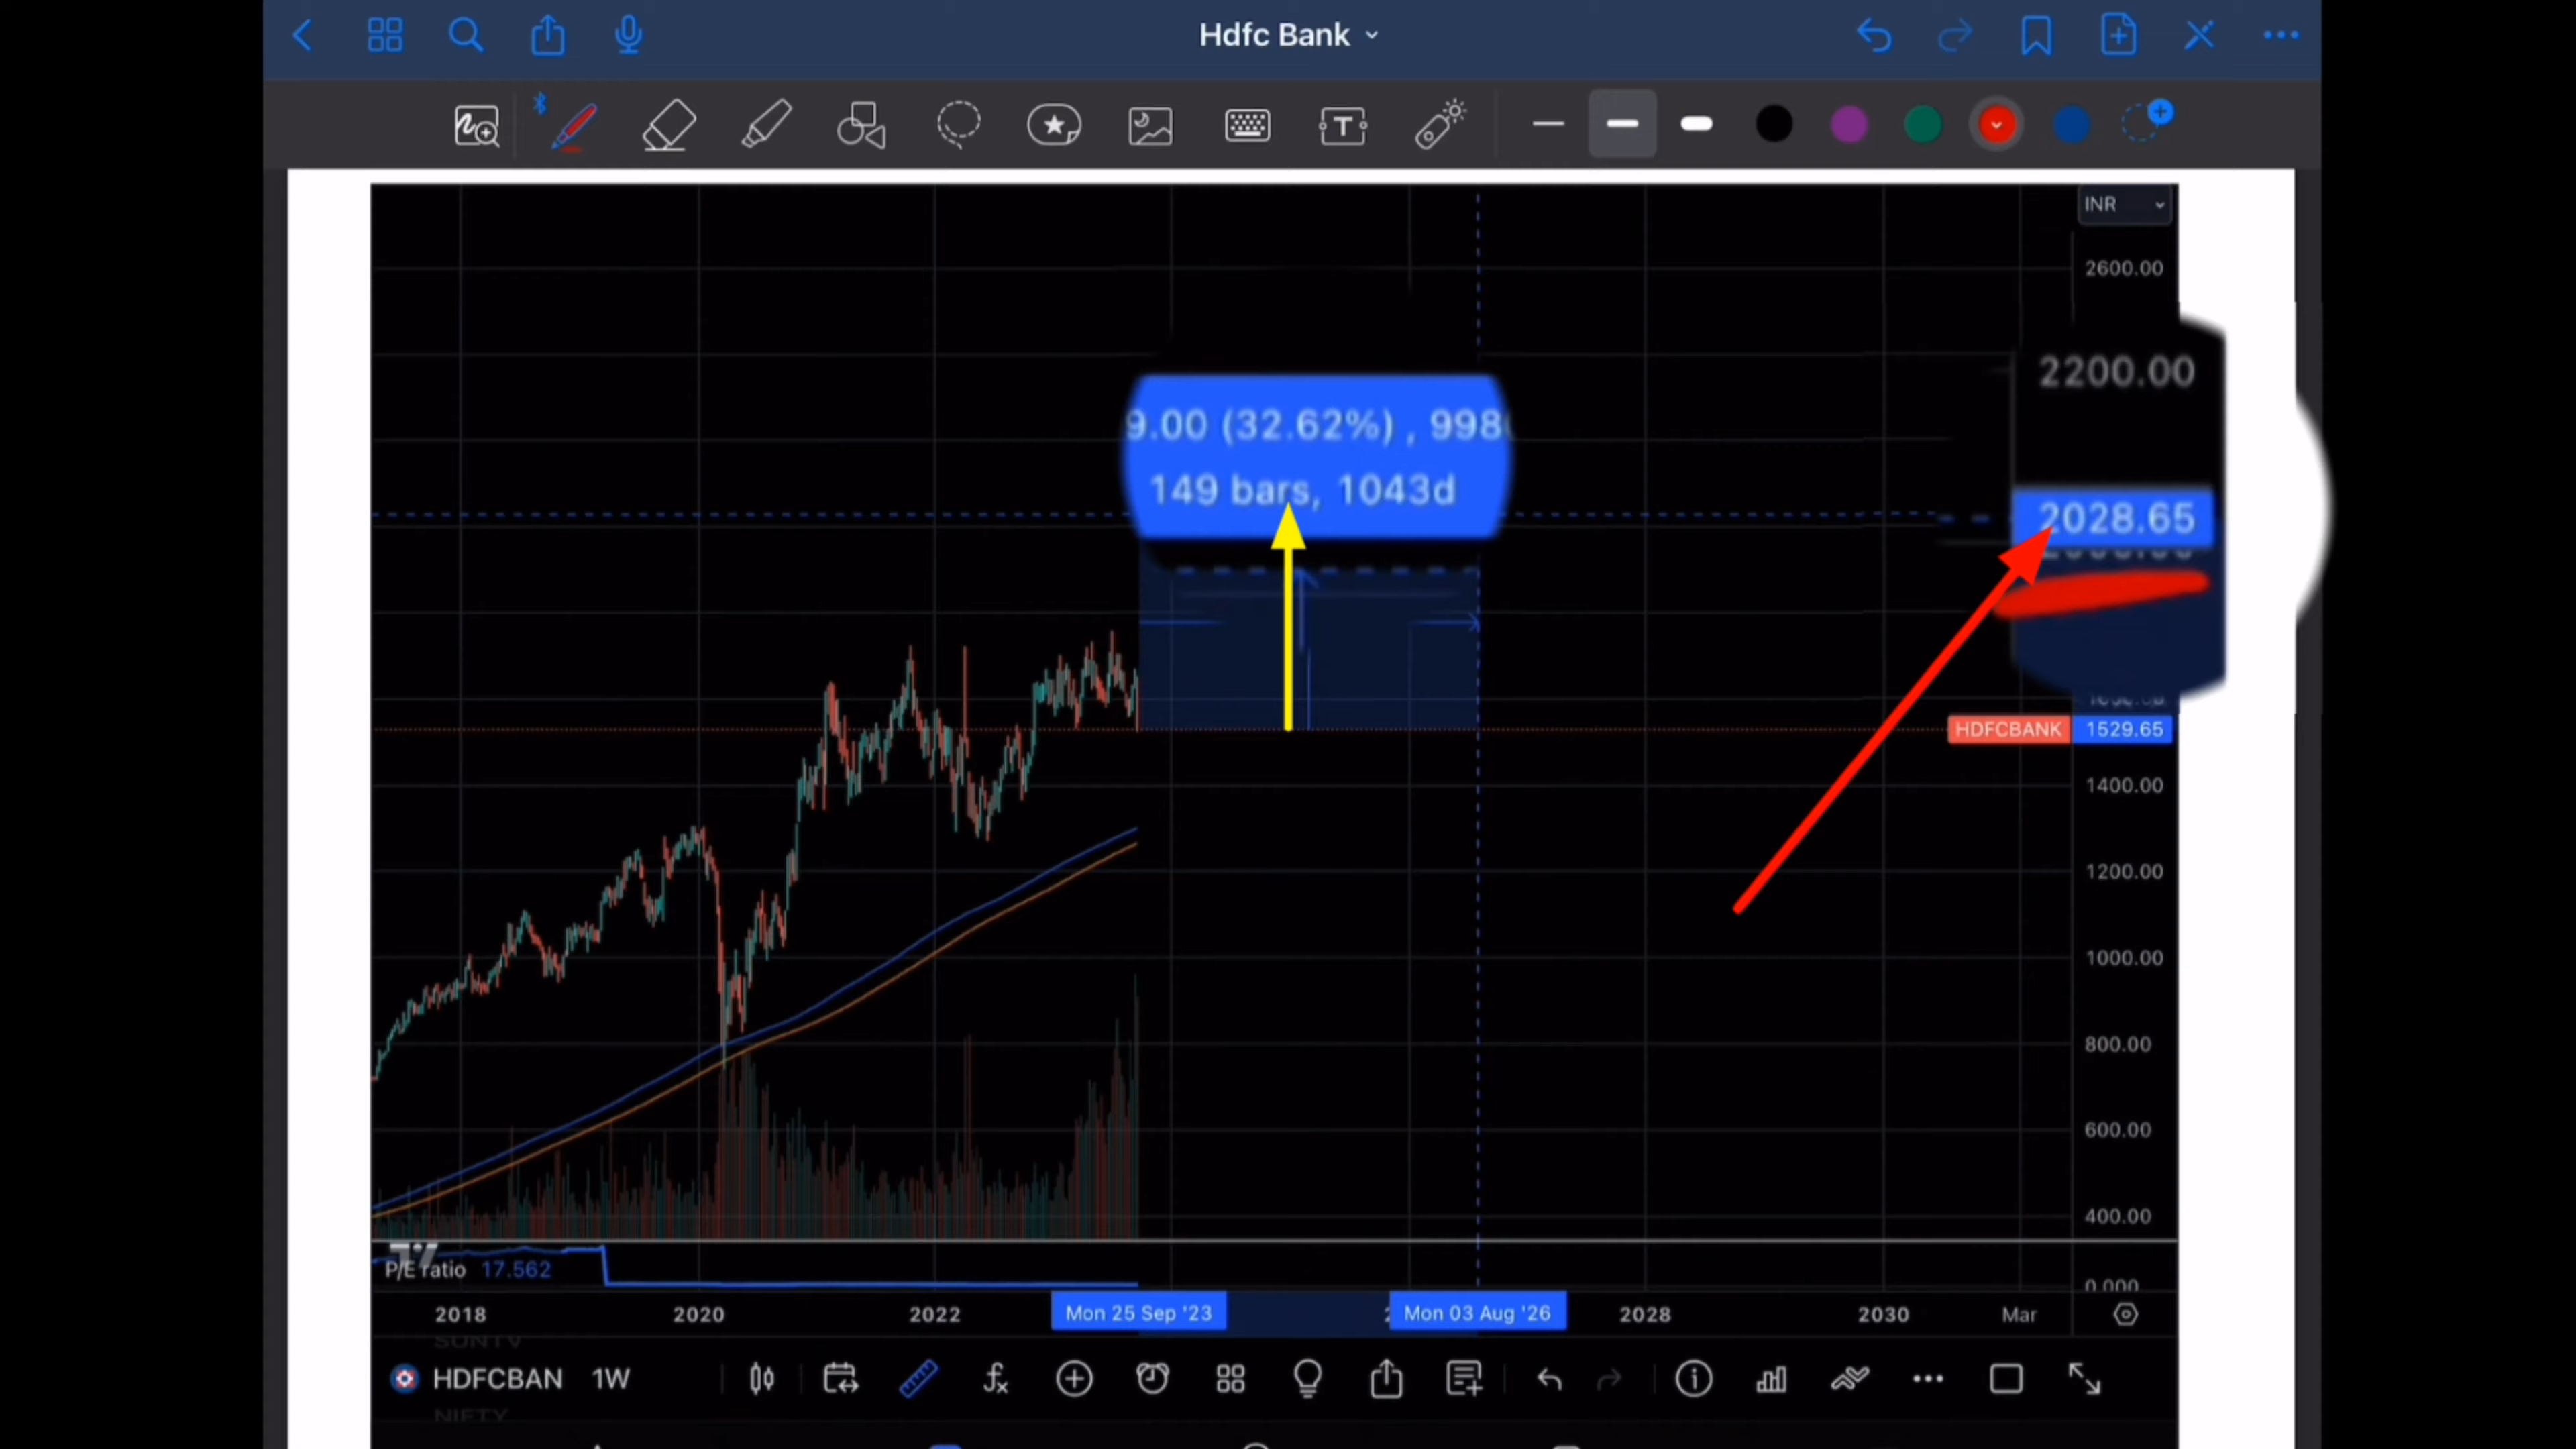 Hdfc Bank
INR
2600.00
2200.00
9.00 (32.62%) , 998
149 bars, 1043d
2028.65
HDFCBANK 1529.65
1400.00
1200.00
1000.00
800.00
600.00
400.00
P/E ratio 17.562
0.000
2018 2020 2022 Mon 25 Sep '23 Mon 03 Aug '26 2028 2030 Mar
HDFCBAN 1W
NIFTY